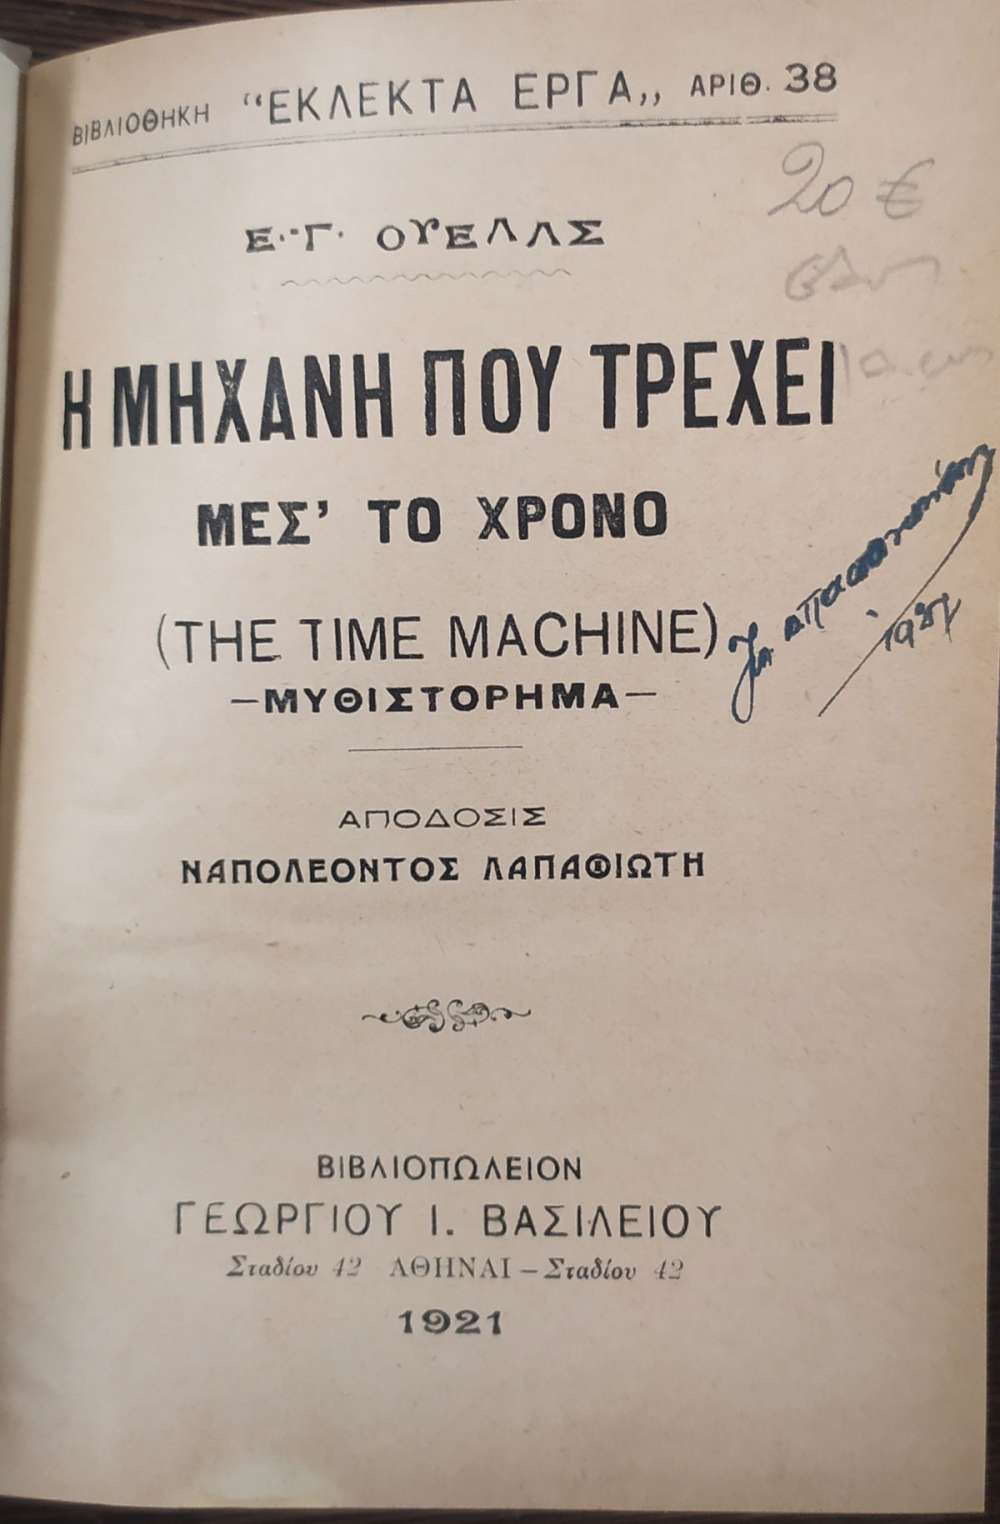 ΒΙΒΛΙΟΘΗΚΗ “ΕΚΛΕΚΤΑ ΕΡΓΑ„ ΑΡΙΘ. 38
20 €
Ε.Γ. ΟΥΕΛΛΣ
Η ΜΗΧΑΝΗ ΠΟΥ ΤΡΕΧΕΙ
ΜΕΣ’ ΤΟ ΧΡΟΝΟ
(THE TIME MACHINE)
—ΜΥΘΙΣΤΟΡΗΜΑ—
ΑΠΟΔΟΣΙΣ
ΝΑΠΟΛΕΟΝΤΟΣ ΛΑΠΑΘΙΩΤΗ
ΒΙΒΛΙΟΠΩΛΕΙΟΝ
ΓΕΩΡΓΙΟΥ Ι. ΒΑΣΙΛΕΙΟΥ
Σταδίου 42 ΑΘΗΝΑΙ – Σταδίου 42
1921